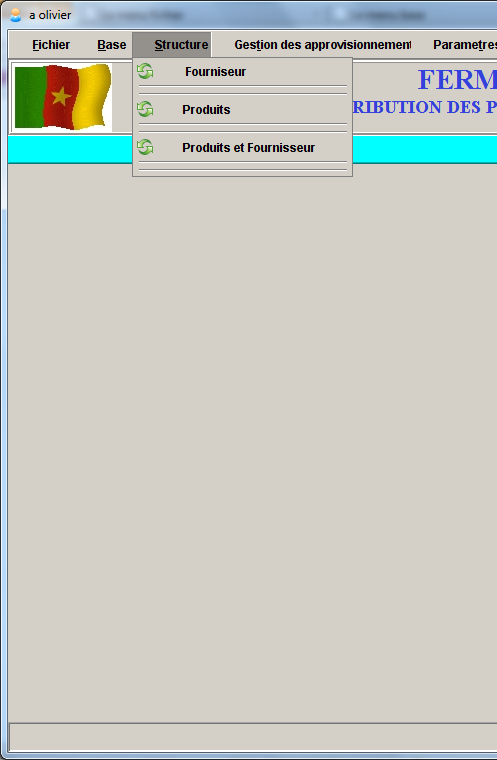 a olivier
Fichier Base Structure Gestion des approvisionnement Parametres
Fourniseur
Produits
Produits et Fournisseur
FERM
RIBUTION DES P